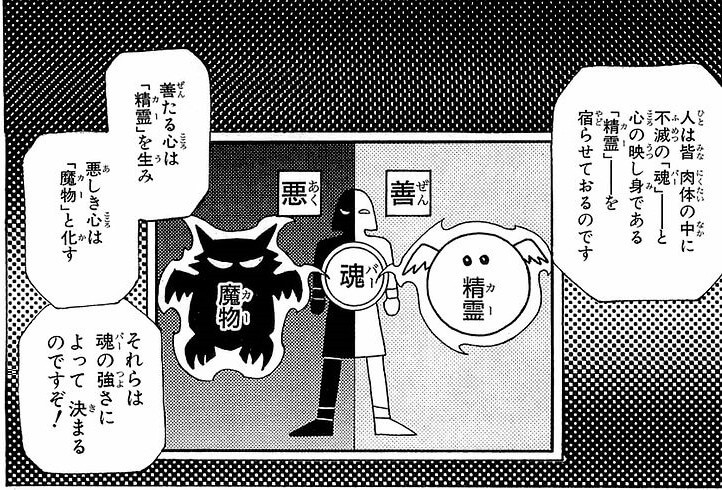 人は皆 肉体の中に
不滅の「魂」――と
心の映し身である
「精霊」――を
宿らせておるのです
善たる心は
「精霊」を生み
悪しき心は
「魔物」と化す
善
悪
精霊
魂
魔物
それらは
魂の強さに
よって 決まる
のですぞ!